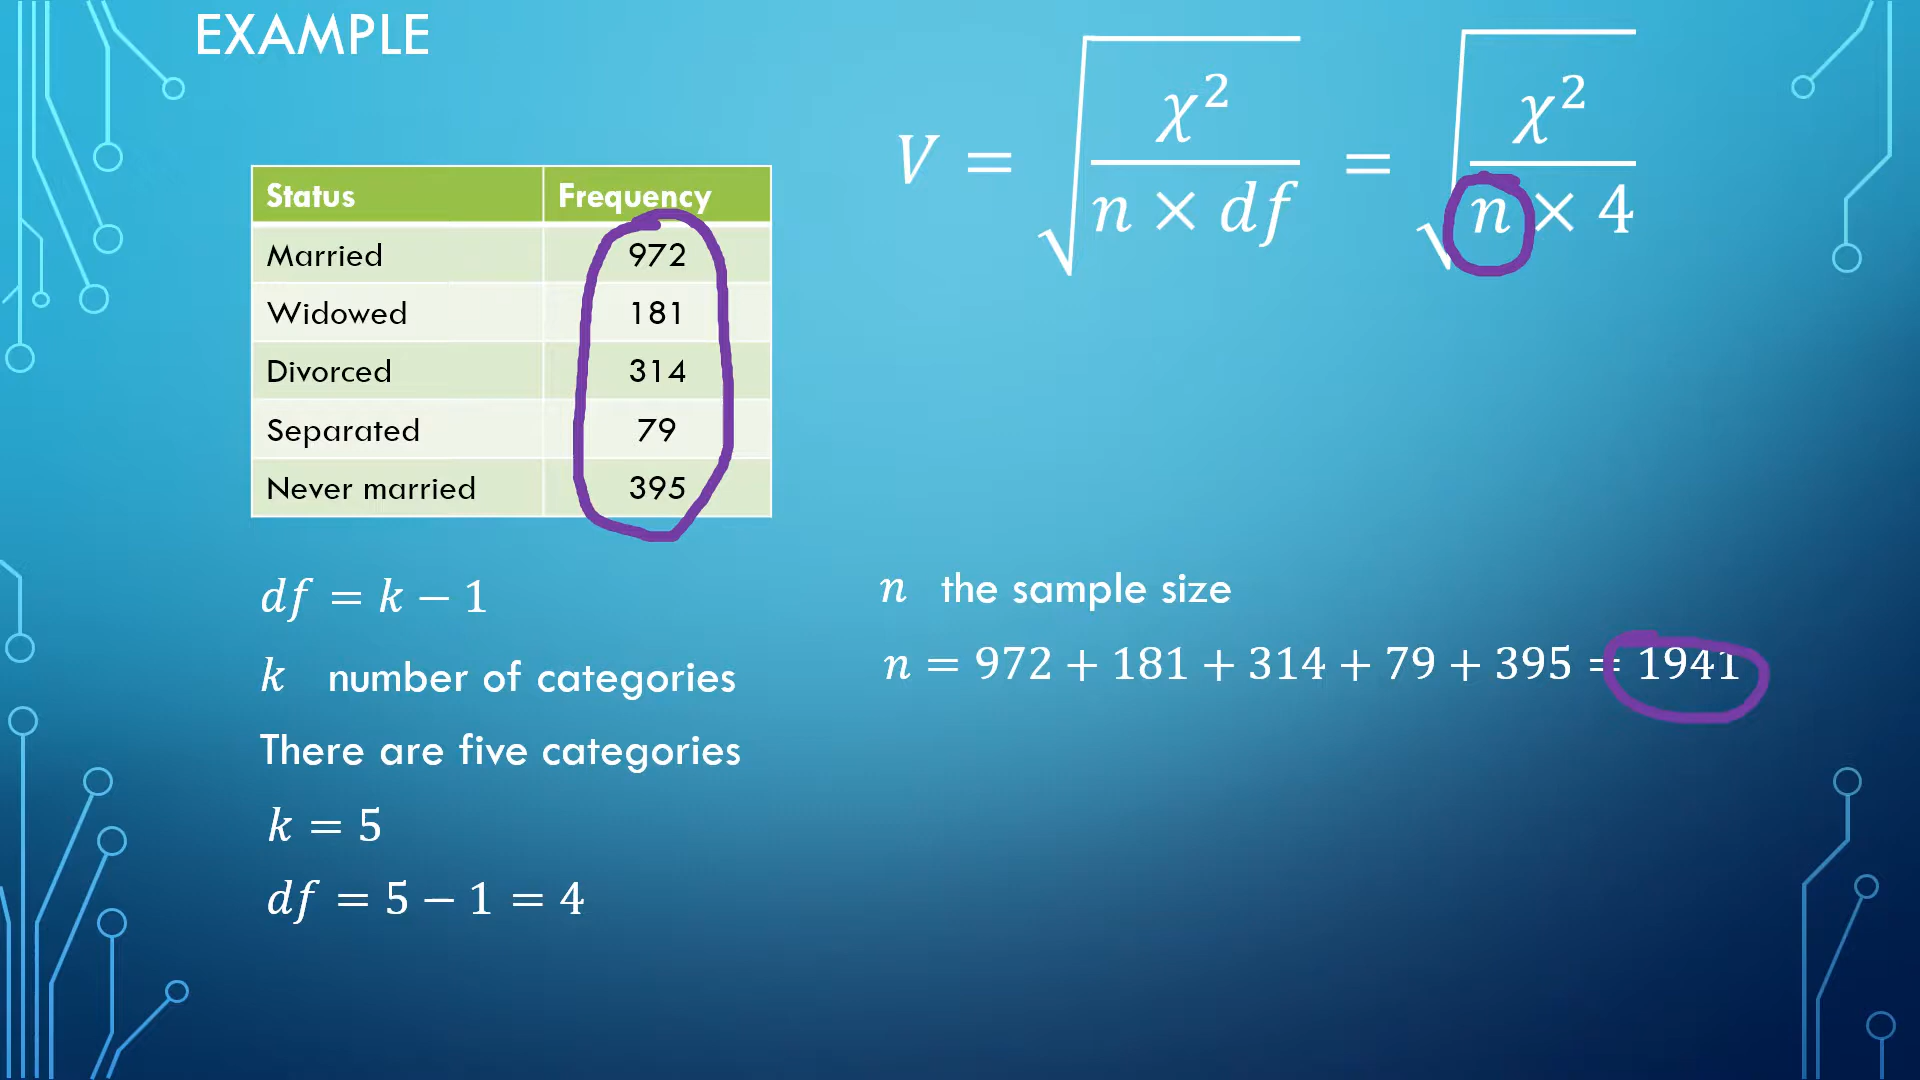 EXAMPLE
V = √(χ²/(n × df)) = √(χ²/(n × 4))
Status Frequency
Married 972
Widowed 181
Divorced 314
Separated 79
Never married 395
df = k − 1
k number of categories
There are five categories
k = 5
df = 5 − 1 = 4
n the sample size
n = 972 + 181 + 314 + 79 + 395 = 1941